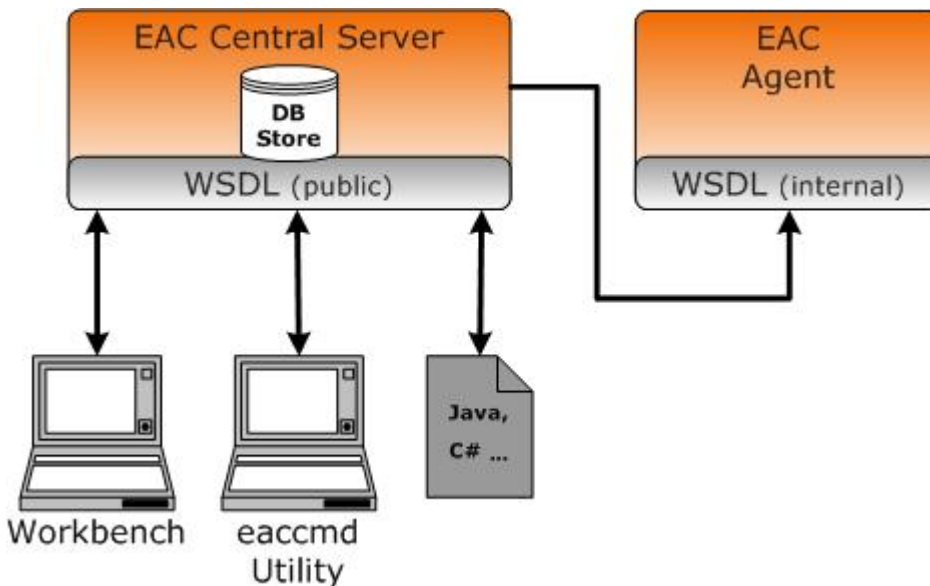 EAC Central Server
DB
Store
WSDL (public)
EAC
Agent
WSDL (internal)
Java,
C# ...
Workbench
eaccmd
Utility